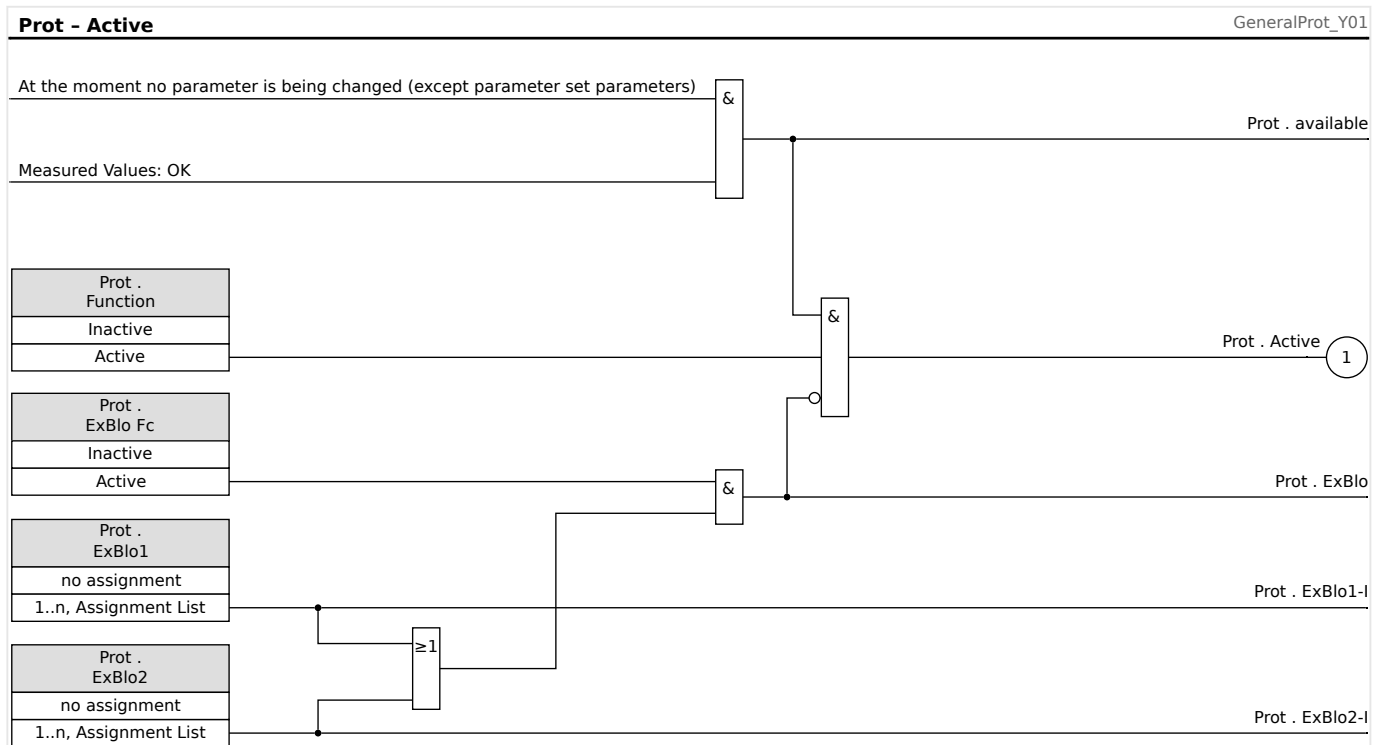 Prot – Active
GeneralProt_Y01
At the moment no parameter is being changed (except parameter set parameters)
&
Prot . available
Measured Values: OK
Prot .
Function
Inactive
Active
&
Prot . Active
1
Prot .
ExBlo Fc
Inactive
Active
&
Prot . ExBlo
Prot .
ExBlo1
no assignment
1..n, Assignment List
Prot . ExBlo1-I
≥1
Prot .
ExBlo2
no assignment
1..n, Assignment List
Prot . ExBlo2-I